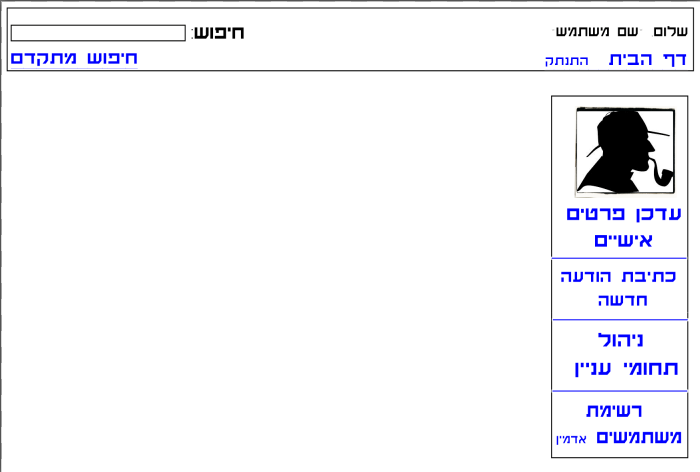 שלום שם משתמש
חיפוש:
דף הבית התנתק
חיפוש מתקדם
עדכן פרטים
אישיים
כתיבת הודעה
חדשה
ניהול
תחומי עניין
רשימת
משתמשים אדמין